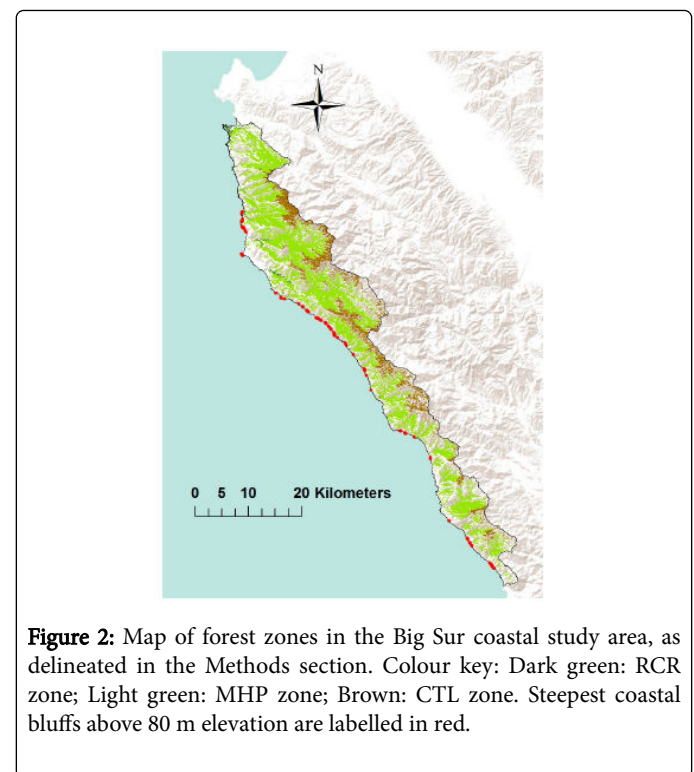 N
0 5 10 20 Kilometers
Figure 2: Map of forest zones in the Big Sur coastal study area, as
delineated in the Methods section. Colour key: Dark green: RCR
zone; Light green: MHP zone; Brown: CTL zone. Steepest coastal
bluffs above 80 m elevation are labelled in red.